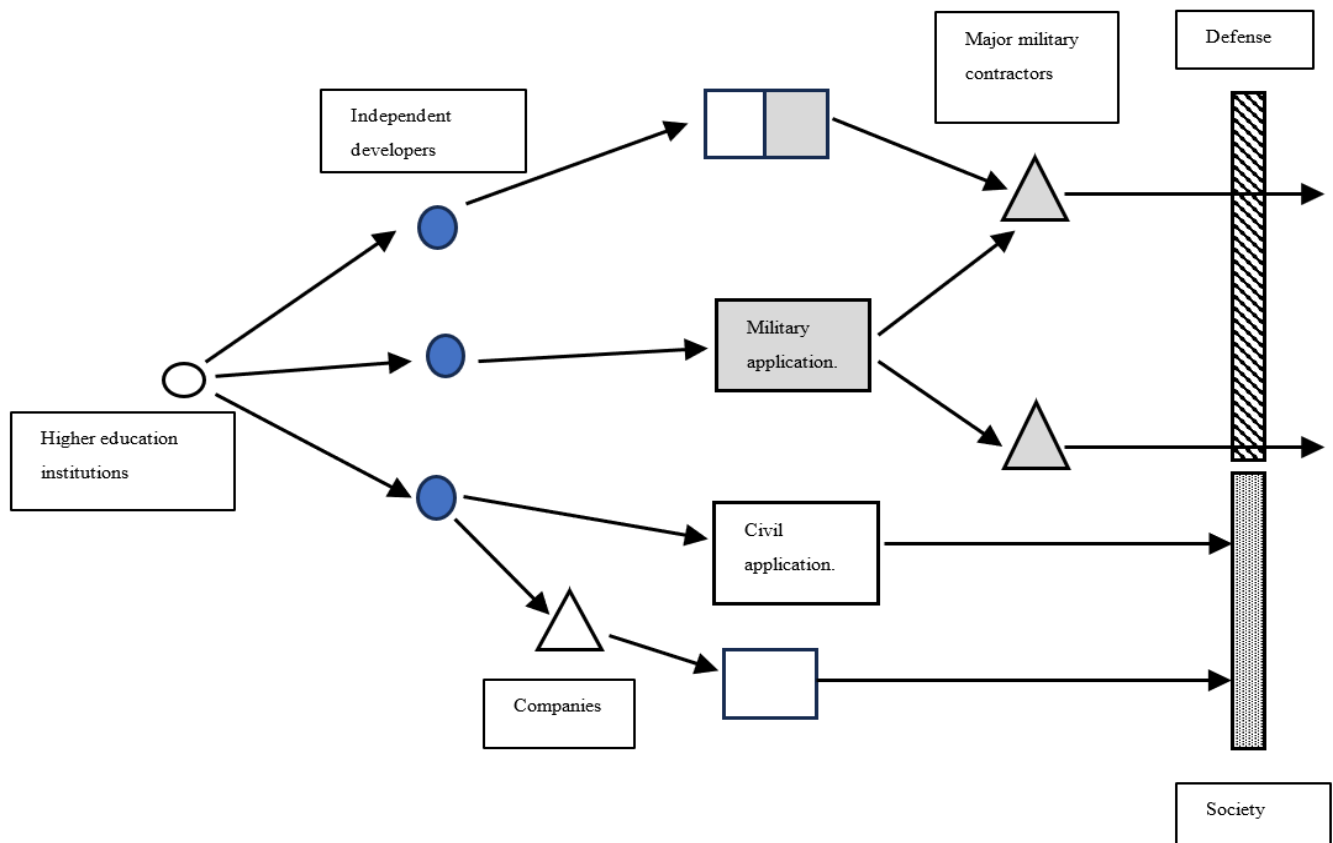 Major military
contractors
Defense
Independent
developers
Military
application.
Higher education
institutions
Civil
application.
Companies
Society